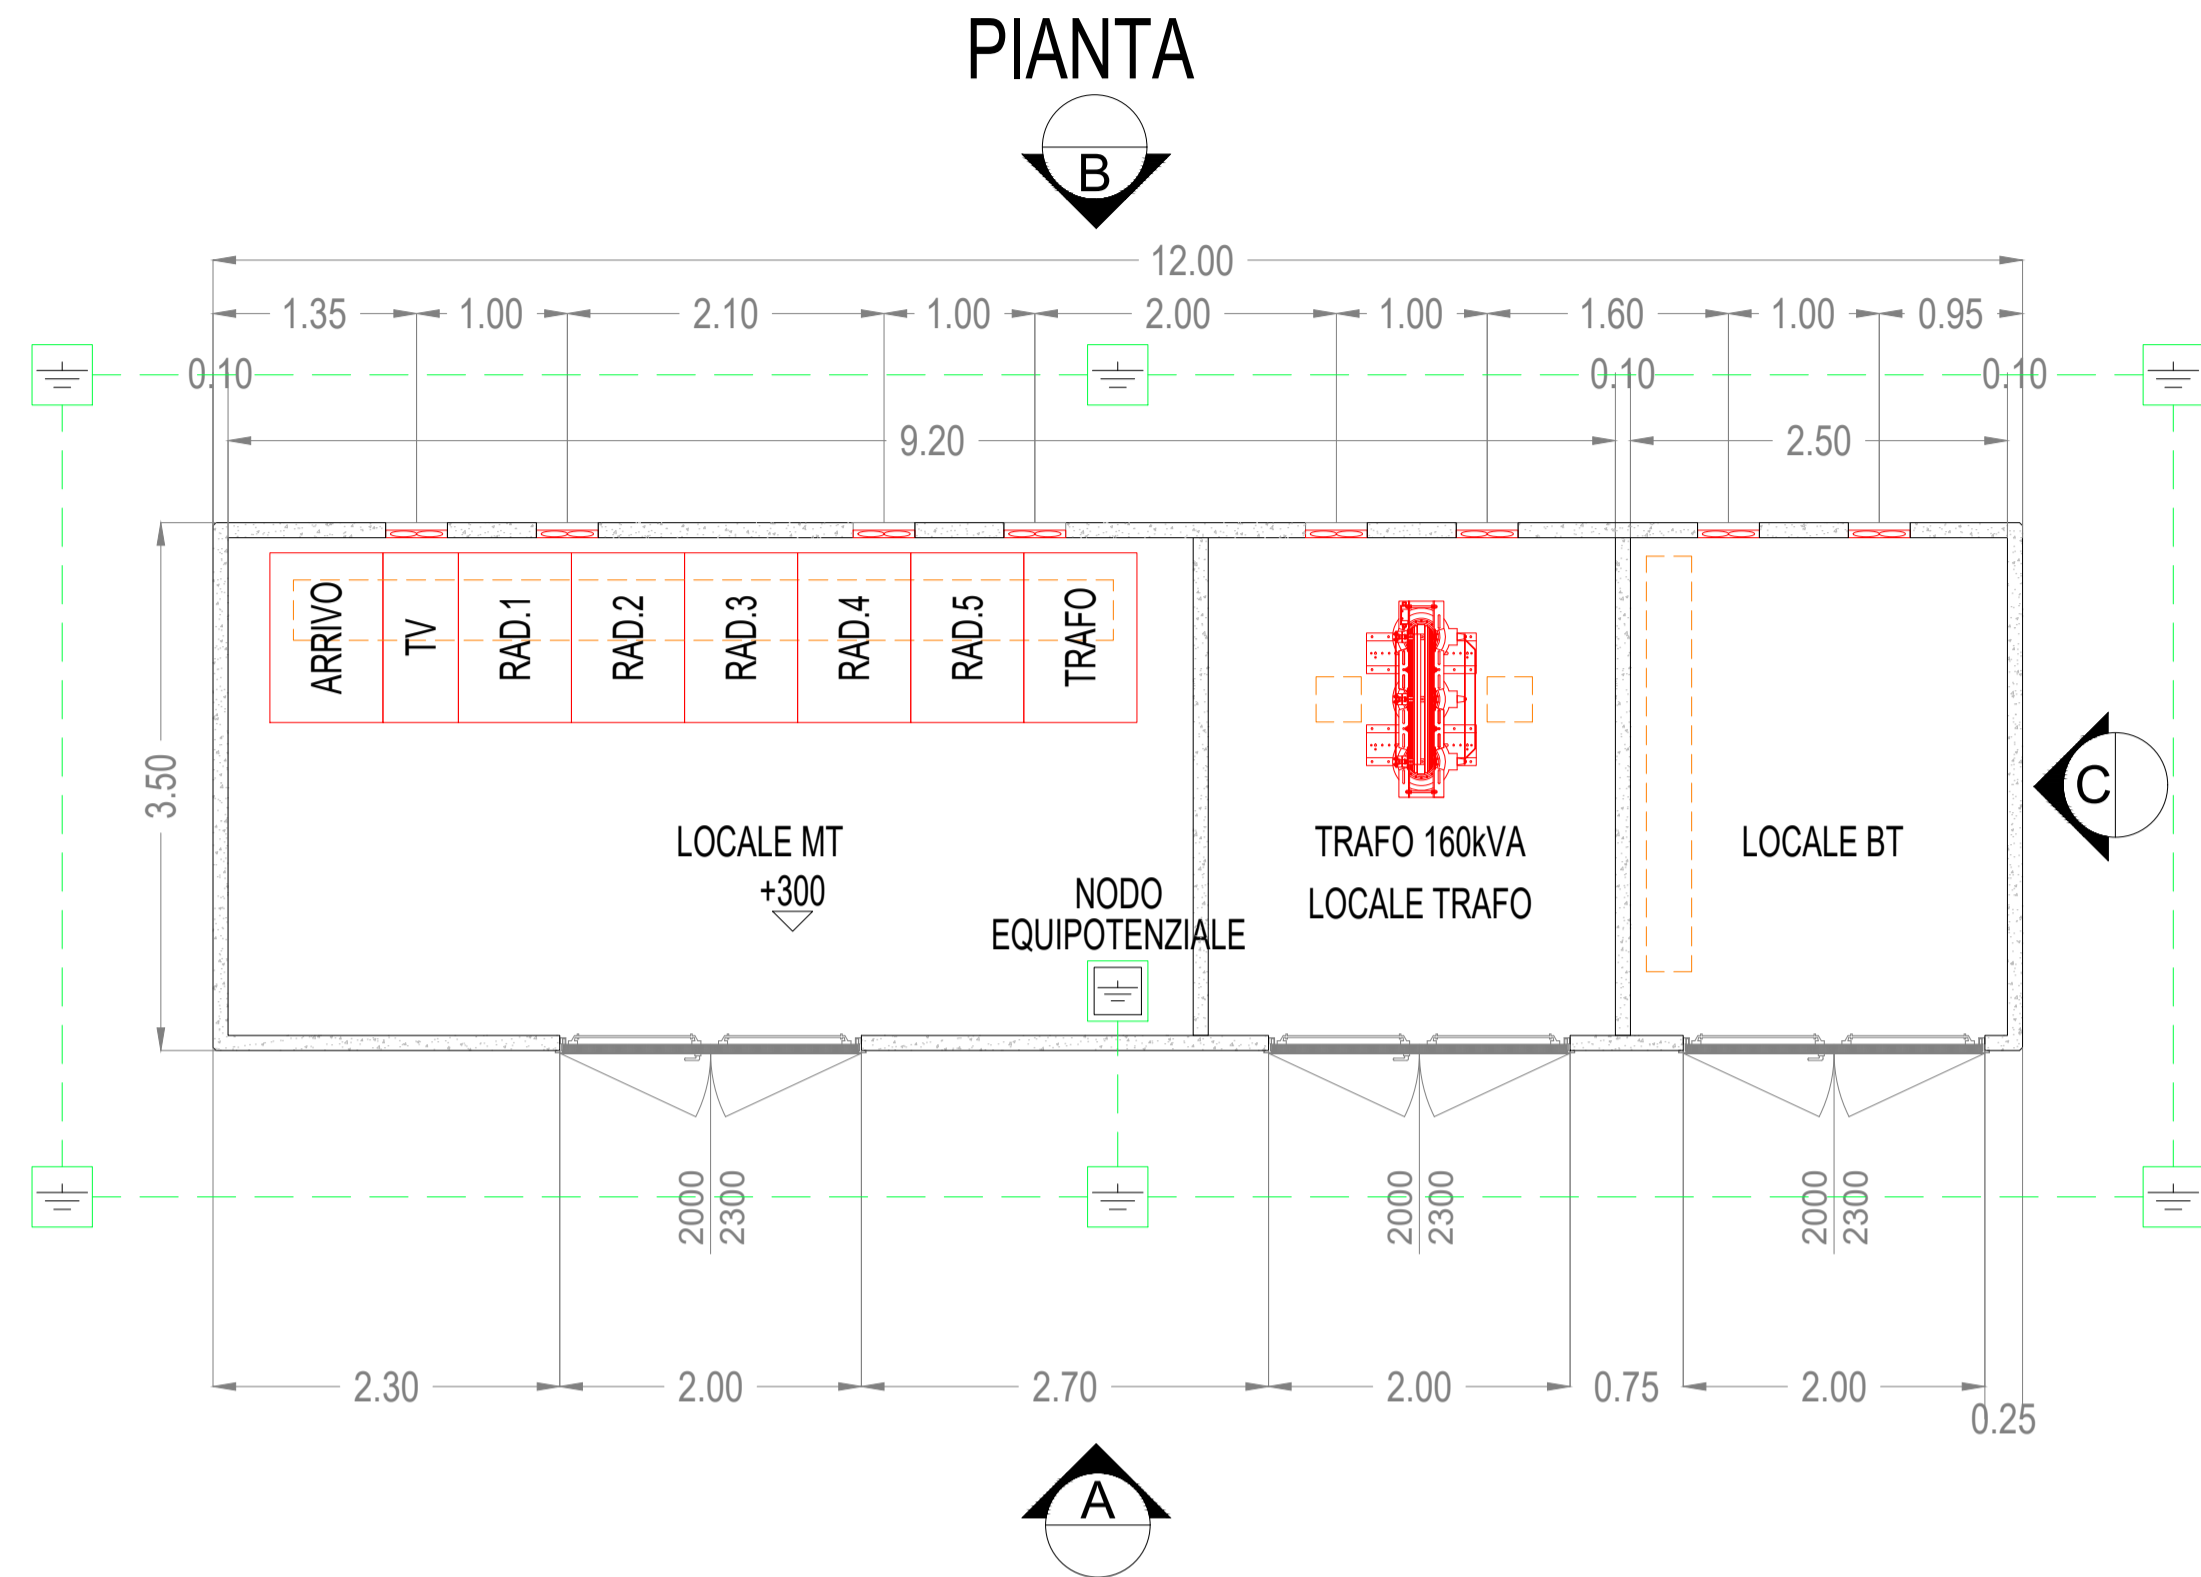 PIANTA
B
12.00
1.35 1.00 2.10 1.00 2.00 1.00 1.60 1.00 0.95
0.10 0.10 0.10
9.20 2.50
3.50
ARRIVO
TV
RAD.1
RAD.2
RAD.3
RAD.4
RAD.5
TRAFO
C
LOCALE MT
+300
TRAFO 160kVA
LOCALE TRAFO
LOCALE BT
NODO
EQUIPOTENZIALE
2000
2300
2000
2300
2000
2300
2.30 2.00 2.70 2.00 0.75 2.00
0.25
A